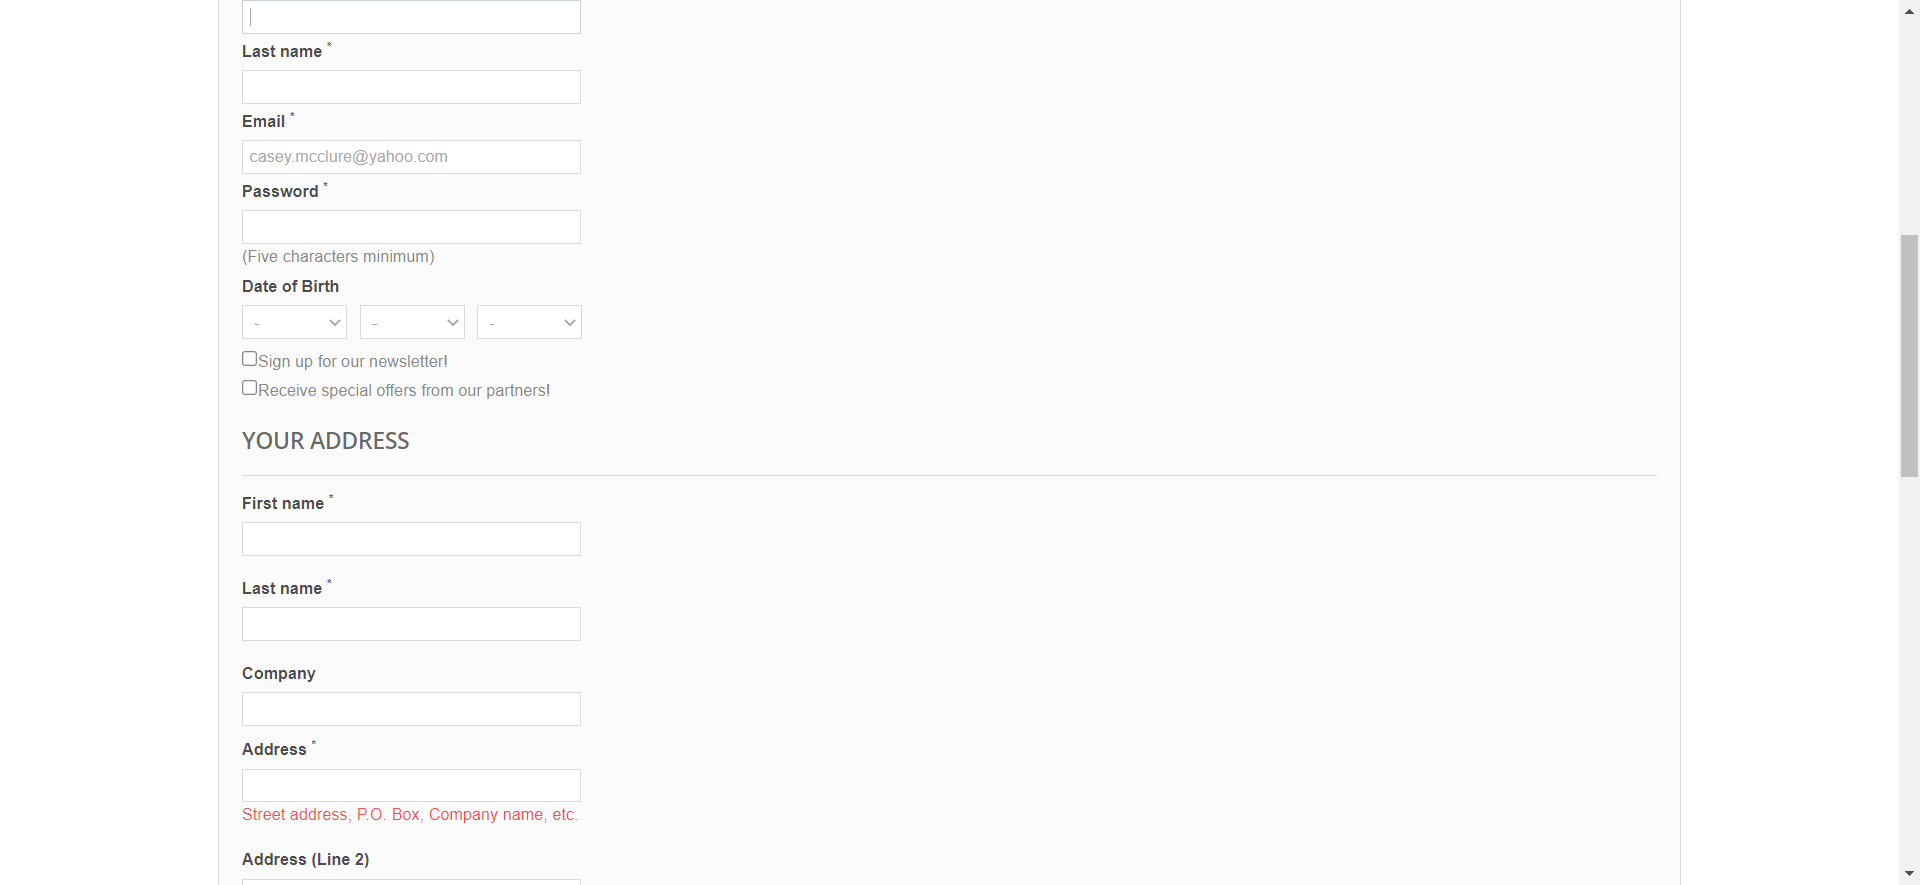 Last name *
Email *
casey.mcclure@yahoo.com
Password *
(Five characters minimum)
Date of Birth
- - -
Sign up for our newsletter!
Receive special offers from our partners!
YOUR ADDRESS
First name *
Last name *
Company
Address *
Street address, P.O. Box, Company name, etc.
Address (Line 2)